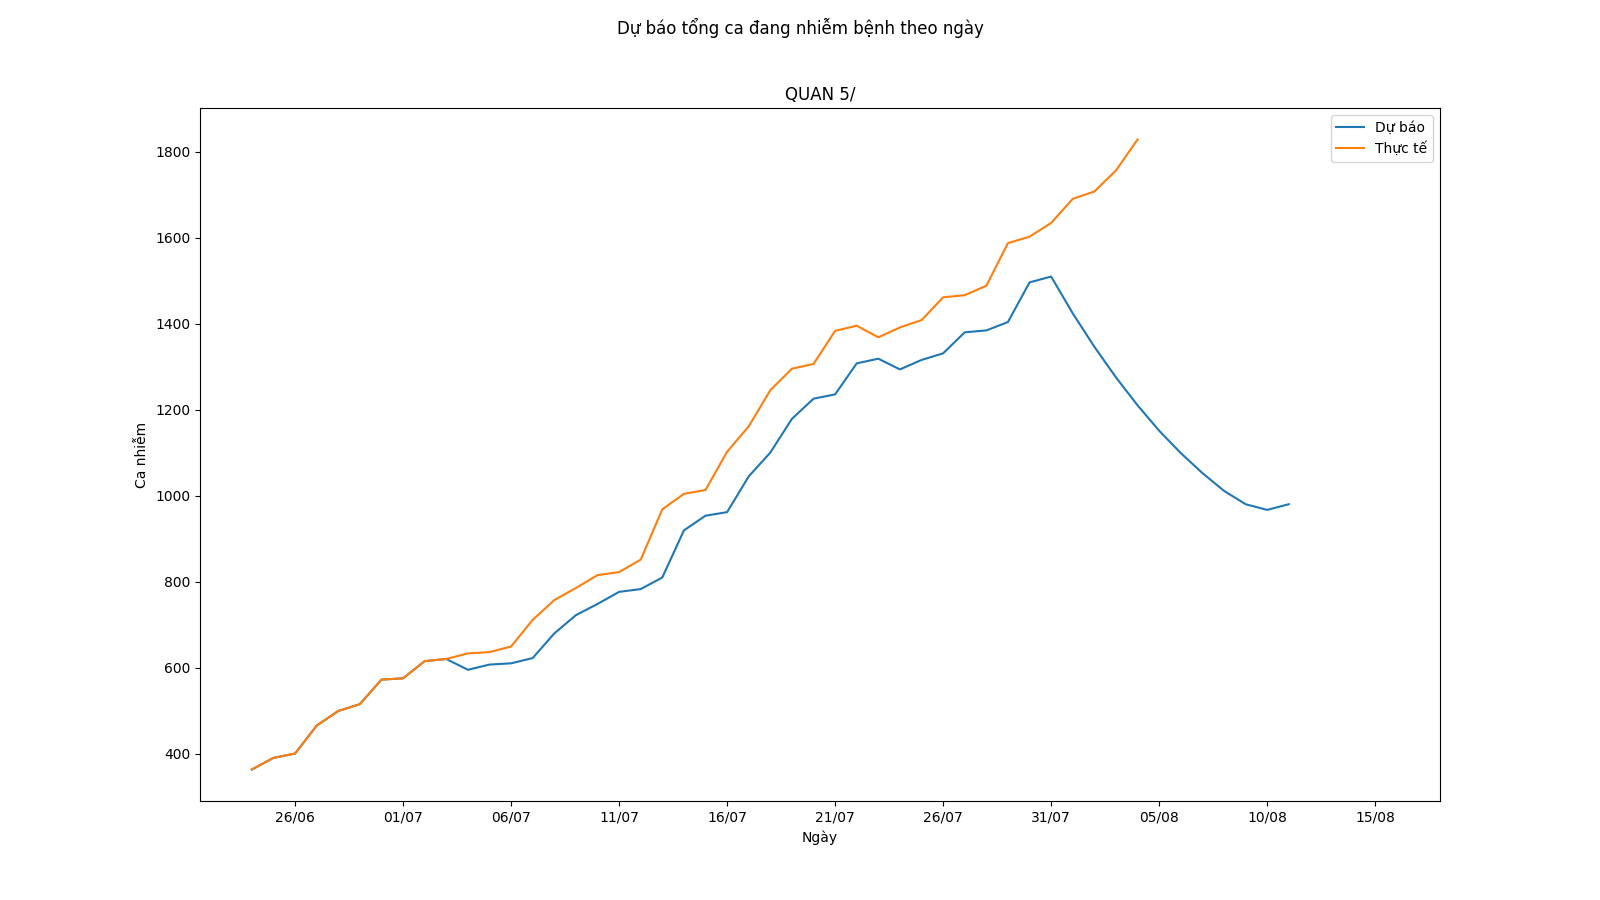 Dự báo tổng ca đang nhiễm bệnh theo ngày
QUAN 5/
Dự báo
Thực tế
1800
1600
1400
1200
1000
800
600
400
Ca nhiễm
26/06 01/07 06/07 11/07 16/07 21/07 26/07 31/07 05/08 10/08 15/08
Ngày